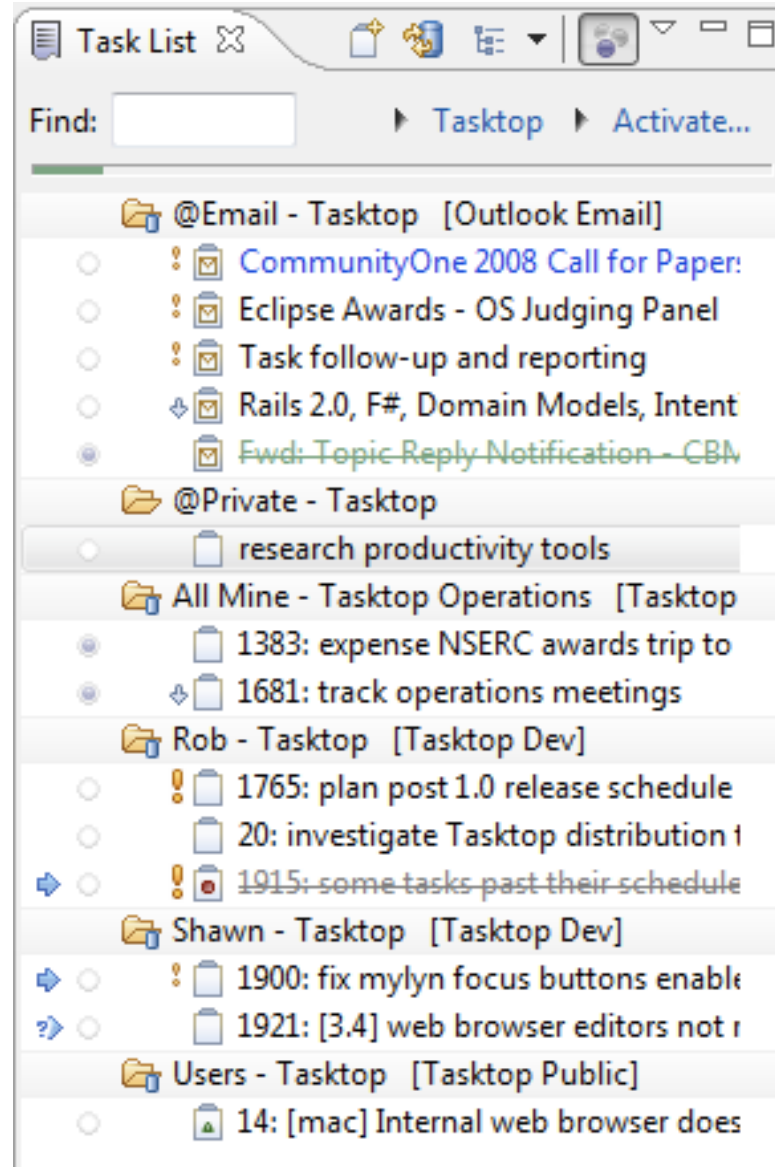 Task List
Find: Tasktop Activate...
@Email - Tasktop [Outlook Email]
CommunityOne 2008 Call for Papers
Eclipse Awards - OS Judging Panel
Task follow-up and reporting
Rails 2.0, F#, Domain Models, Intent
Fwd: Topic Reply Notification - CBM
@Private - Tasktop
research productivity tools
All Mine - Tasktop Operations [Tasktop
1383: expense NSERC awards trip to
1681: track operations meetings
Rob - Tasktop [Tasktop Dev]
1765: plan post 1.0 release schedule
20: investigate Tasktop distribution
1915: some tasks past their schedule
Shawn - Tasktop [Tasktop Dev]
1900: fix mylyn focus buttons enable
1921: [3.4] web browser editors not
Users - Tasktop [Tasktop Public]
14: [mac] Internal web browser does